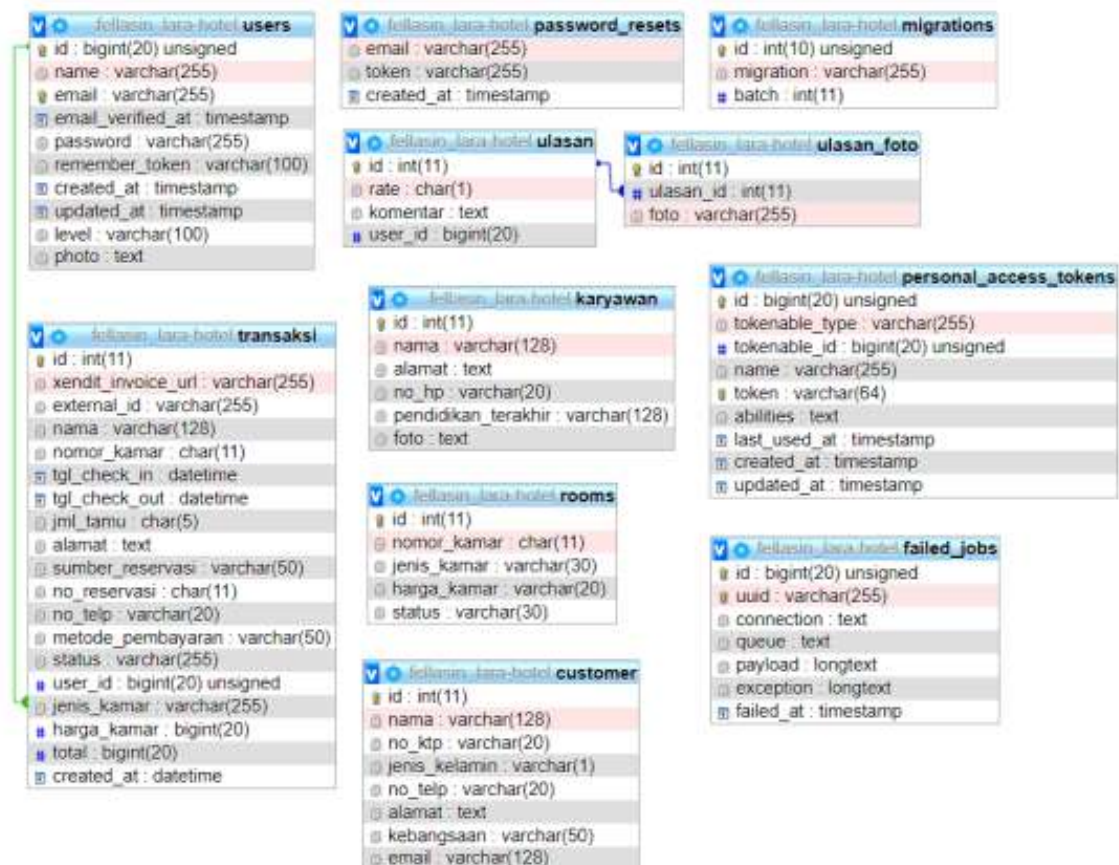 fellasin_lara-hotel users
id : bigint(20) unsigned
name : varchar(255)
email : varchar(255)
email_verified_at : timestamp
password : varchar(255)
remember_token : varchar(100)
created_at : timestamp
updated_at : timestamp
level : varchar(100)
photo : text
fellasin_lara-hotel password_resets
email : varchar(255)
token : varchar(255)
created_at : timestamp
fellasin_lara-hotel migrations
id : int(10) unsigned
migration : varchar(255)
batch : int(11)
fellasin_lara-hotel ulasan
id : int(11)
rate : char(1)
komentar : text
user_id : bigint(20)
fellasin_lara-hotel ulasan_foto
id : int(11)
ulasan_id : int(11)
foto : varchar(255)
fellasin_lara-hotel transaksi
id : int(11)
xendit_invoice_url : varchar(255)
external_id : varchar(255)
nama : varchar(128)
nomor_kamar : char(11)
tgl_check_in : datetime
tgl_check_out : datetime
jml_tamu : char(5)
alamat : text
sumber_reservasi : varchar(50)
no_reservasi : char(11)
no_telp : varchar(20)
metode_pembayaran : varchar(50)
status : varchar(255)
user_id : bigint(20) unsigned
jenis_kamar : varchar(255)
harga_kamar : bigint(20)
total : bigint(20)
created_at : datetime
fellasin_lara-hotel karyawan
id : int(11)
nama : varchar(128)
alamat : text
no_hp : varchar(20)
pendidikan_terakhir : varchar(128)
foto : text
fellasin_lara-hotel personal_access_tokens
id : bigint(20) unsigned
tokenable_type : varchar(255)
tokenable_id : bigint(20) unsigned
name : varchar(255)
token : varchar(64)
abilities : text
last_used_at : timestamp
created_at : timestamp
updated_at : timestamp
fellasin_lara-hotel rooms
id : int(11)
nomor_kamar : char(11)
jenis_kamar : varchar(30)
harga_kamar : varchar(20)
status : varchar(30)
fellasin_lara-hotel failed_jobs
id : bigint(20) unsigned
uuid : varchar(255)
connection : text
queue : text
payload : longtext
exception : longtext
failed_at : timestamp
fellasin_lara-hotel customer
id : int(11)
nama : varchar(128)
no_ktp : varchar(20)
jenis_kelamin : varchar(1)
no_telp : varchar(20)
alamat : text
kebangsaan : varchar(50)
email : varchar(128)